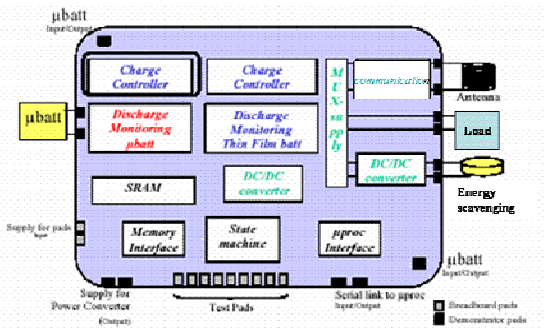 μbatt
Input/Output
Charge
Controller
Charge
Controller
M
U
X-
su
p
pl
y
communication
Antenna
μbatt
Discharge
Monitoring
μbatt
Discharge
Monitoring
Thin Film batt
Load
SRAM
DC/DC
converter
DC/DC
converter
Energy
scavenging
Supply for pads
Input
Memory
Interface
State
machine
μproc
Interface
μbatt
Input/Output
Supply for
Power Converter
(Output)
Test Pads
Serial link to μproc
Input/Output
Breadboard pads
Demonstrator pads